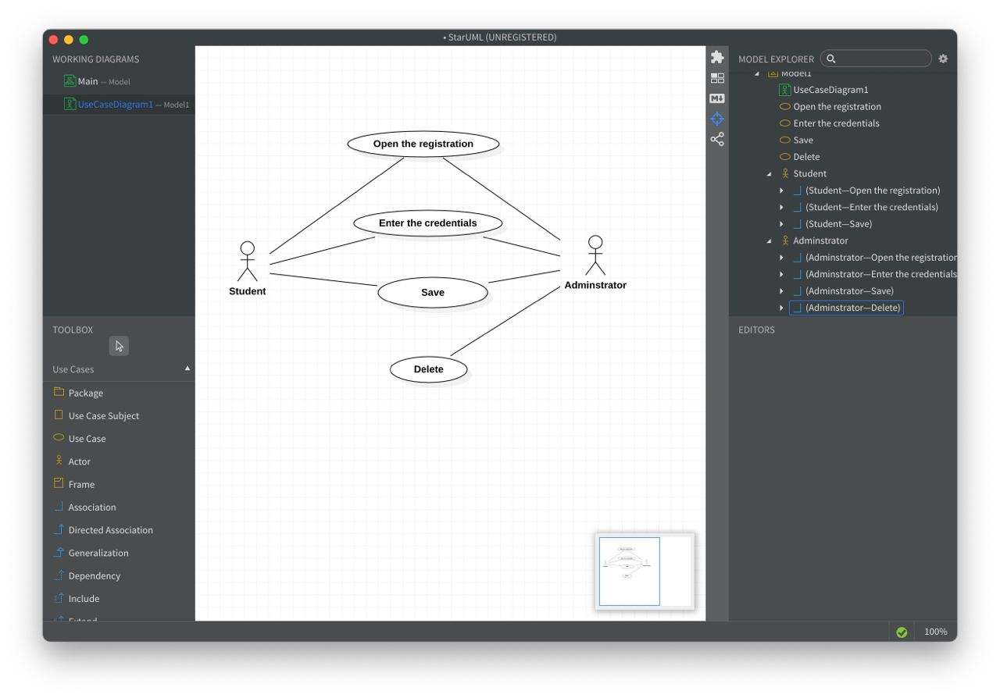 • StarUML (UNREGISTERED)
WORKING DIAGRAMS
Main — Model
UseCaseDiagram1 — Model1
TOOLBOX
Use Cases
Package
Use Case Subject
Use Case
Actor
Frame
Association
Directed Association
Generalization
Dependency
Include
Extend
Open the registration
Enter the credentials
Student
Adminstrator
Save
Delete
M↓
MODEL EXPLORER
Model1
UseCaseDiagram1
Open the registration
Enter the credentials
Save
Delete
Student
(Student—Open the registration)
(Student—Enter the credentials)
(Student—Save)
Adminstrator
(Adminstrator—Open the registration
(Adminstrator—Enter the credentials
(Adminstrator—Save)
(Adminstrator—Delete)
EDITORS
100%